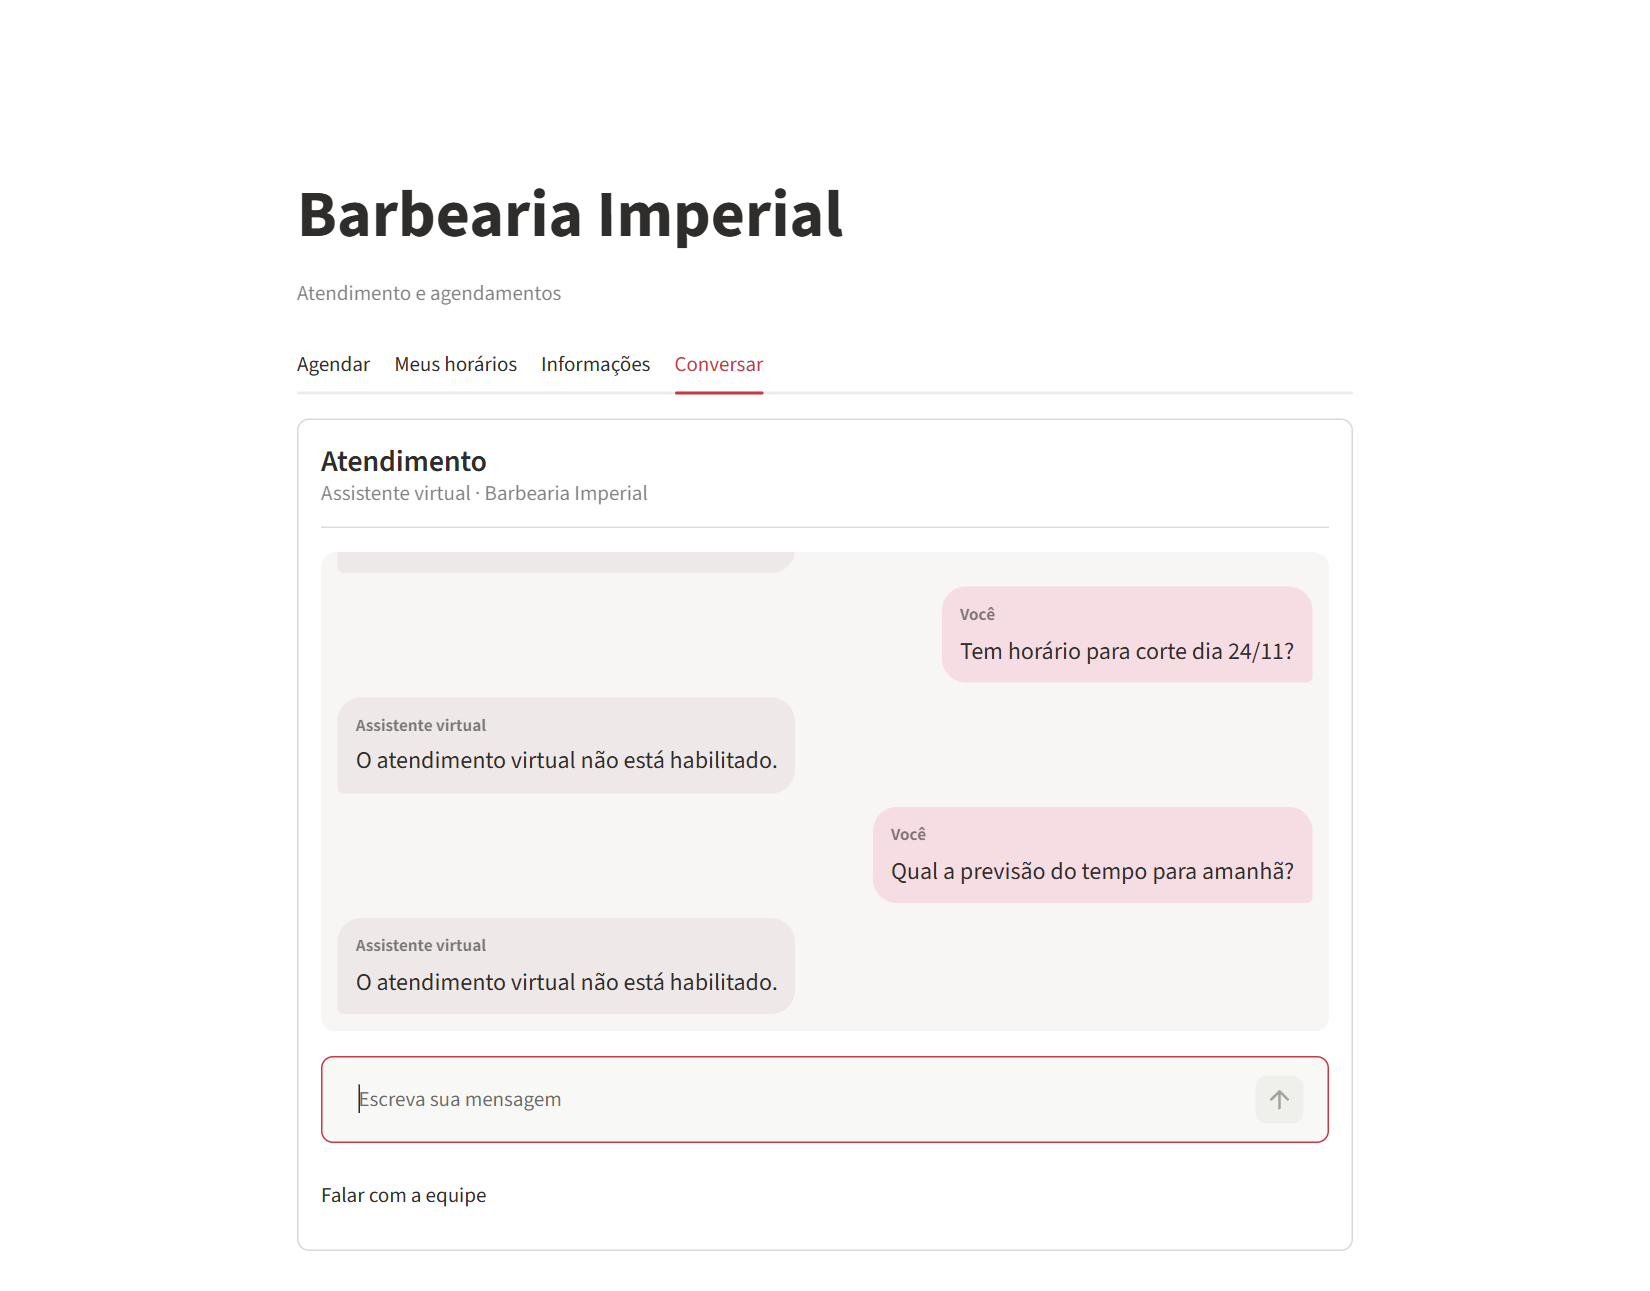 Barbearia Imperial
Atendimento e agendamentos
Agendar Meus horários Informações Conversar
Atendimento
Assistente virtual · Barbearia Imperial
Você
Tem horário para corte dia 24/11?
Assistente virtual
O atendimento virtual não está habilitado.
Você
Qual a previsão do tempo para amanhã?
Assistente virtual
O atendimento virtual não está habilitado.
Escreva sua mensagem
Falar com a equipe